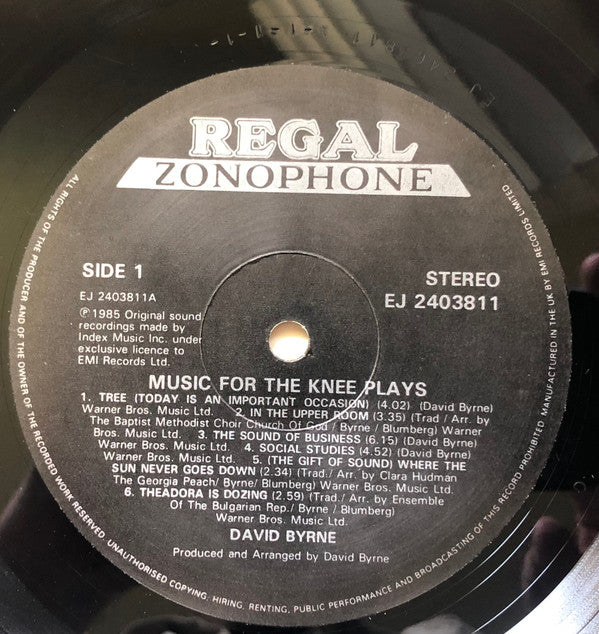 REGAL
ZONOPHONE
SIDE 1
EJ 2403811A
℗ 1985 Original sound
recordings made by
Index Music Inc. under
exclusive licence to
EMI Records Ltd.
STEREO
EJ 2403811
MUSIC FOR THE KNEE PLAYS
1. TREE (TODAY IS AN IMPORTANT OCCASION) (4.02) (David Byrne)
Warner Bros. Music Ltd. 2. IN THE UPPER ROOM (3.35) (Trad / Arr. by
The Baptist Methodist Choir Church Of God / Byrne / Blumberg) Warner
Bros. Music Ltd. 3. THE SOUND OF BUSINESS (6.15) (David Byrne)
Warner Bros. Music Ltd. 4. SOCIAL STUDIES (4.52) (David Byrne)
Warner Bros. Music Ltd. 5. (THE GIFT OF SOUND) WHERE THE
SUN NEVER GOES DOWN (2.34) (Trad./ Arr. by Clara Hudman
The Georgia Peach/ Byrne/ Blumberg) Warner Bros. Music Ltd.
6. THEADORA IS DOZING (2.59) (Trad./ Arr. by Ensemble
Of The Bulgarian Rep./ Byrne / Blumberg)
Warner Bros. Music Ltd.
DAVID BYRNE
Produced and Arranged by David Byrne
ALL RIGHTS OF THE PRODUCER AND OF THE OWNER OF THE RECORDED WORK RESERVED. UNAUTHORISED COPYING, HIRING, RENTING, PUBLIC PERFORMANCE AND BROADCASTING OF THIS RECORD PROHIBITED. MANUFACTURED IN THE UK BY EMI RECORDS LIMITED